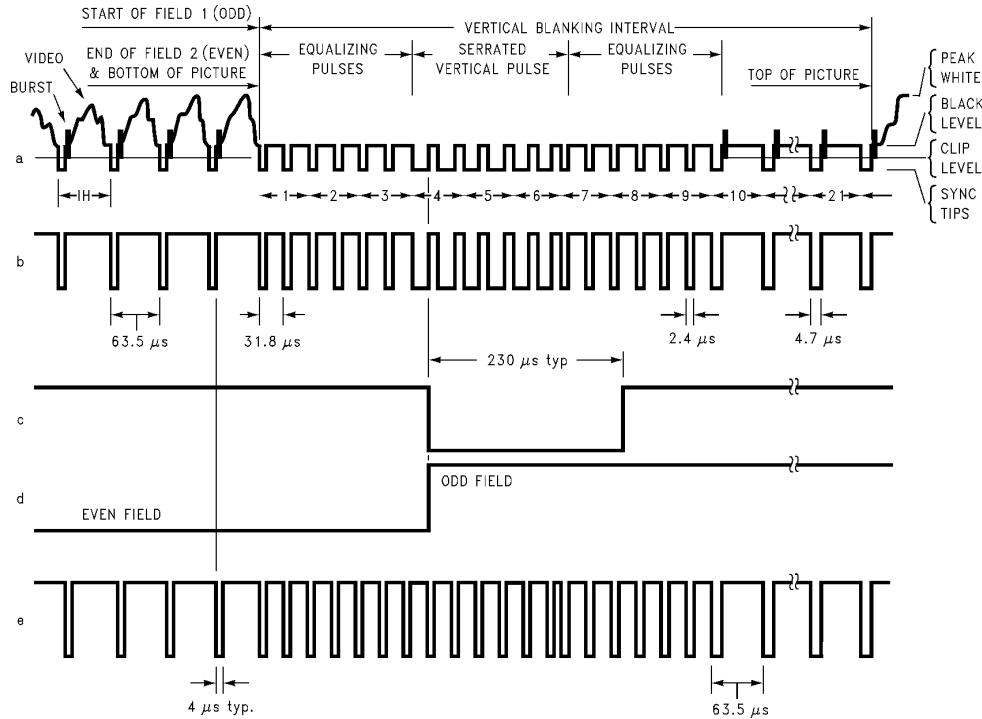 START OF FIELD 1 (ODD)
VERTICAL BLANKING INTERVAL
END OF FIELD 2 (EVEN)
& BOTTOM OF PICTURE
EQUALIZING
PULSES
SERRATED
VERTICAL PULSE
EQUALIZING
PULSES
TOP OF PICTURE
VIDEO
BURST
PEAK
WHITE
BLACK
LEVEL
CLIP
LEVEL
SYNC
TIPS
a
1H
1 2 3 4 5 6 7 8 9 10 21
b
63.5 μs
31.8 μs
2.4 μs
4.7 μs
230 μs typ
c
d
ODD FIELD
EVEN FIELD
e
4 μs typ.
63.5 μs